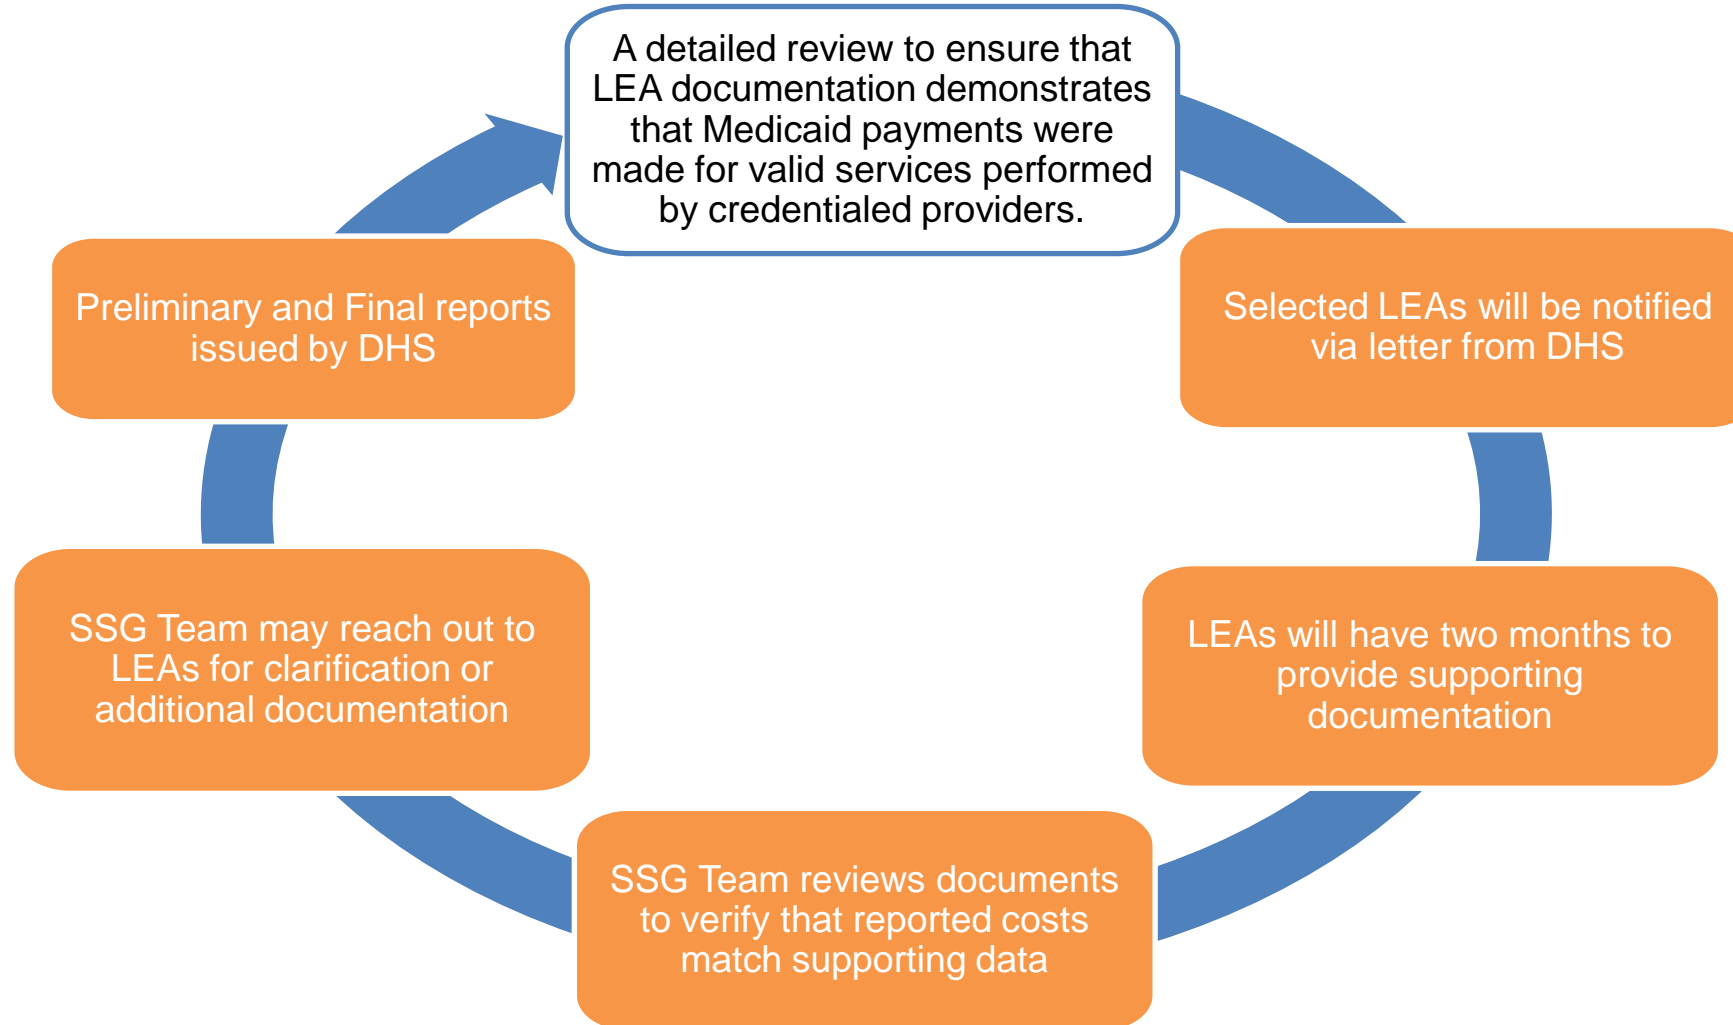 A detailed review to ensure that
LEA documentation demonstrates
that Medicaid payments were
made for valid services performed
by credentialed providers.
Selected LEAs will be notified
via letter from DHS
LEAs will have two months to
provide supporting
documentation
SSG Team reviews documents
to verify that reported costs
match supporting data
SSG Team may reach out to
LEAs for clarification or
additional documentation
Preliminary and Final reports
issued by DHS